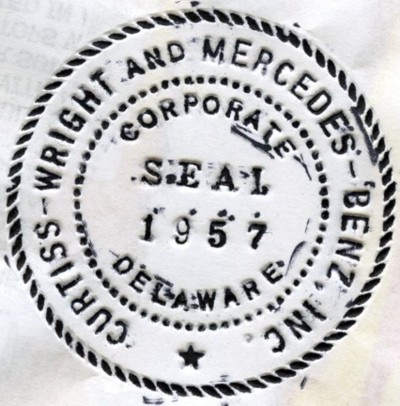 CURTISS-WRIGHT AND MERCEDES-BENZ, INC
CORPORATE
SEAL
1957
DELAWARE